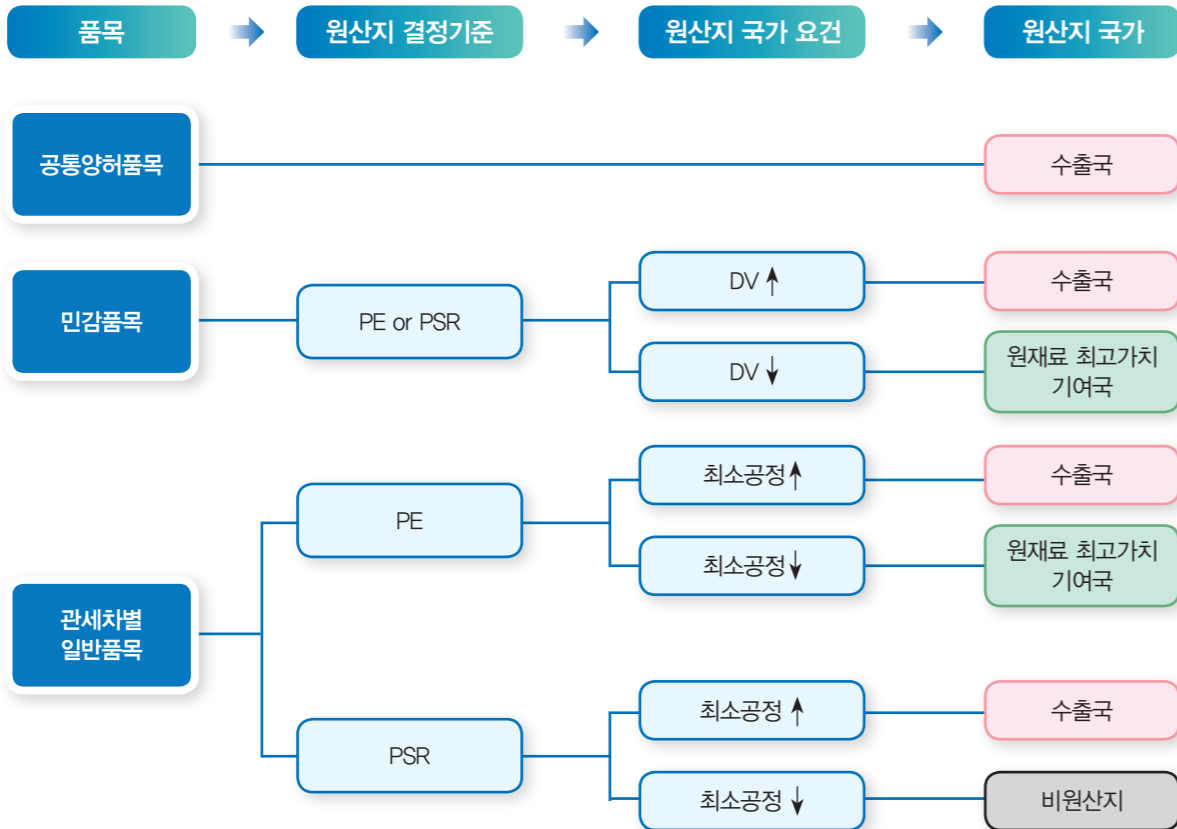 품목
원산지 결정기준
원산지 국가 요건
원산지 국가
공통양허품목
수출국
민감품목
PE or PSR
DV ↑
수출국
DV ↓
원재료 최고가치
기여국
관세차별
일반품목
PE
최소공정↑
수출국
최소공정↓
원재료 최고가치
기여국
PSR
최소공정 ↑
수출국
최소공정 ↓
비원산지